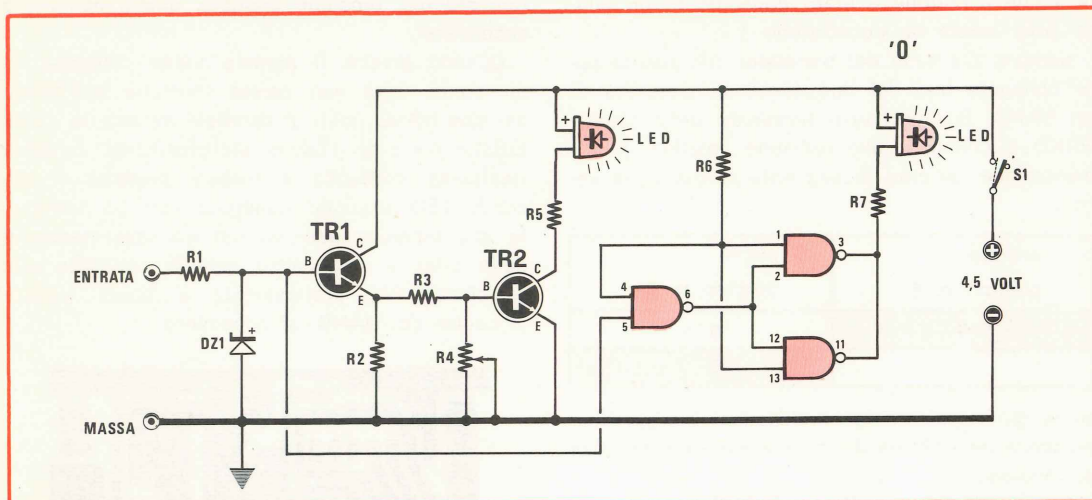 '0'
LED
LED
R6
S1
R5
R7
TR1
C
B
E
R1
ENTRATA
R3
TR2
C
B
E
1
2
3
4
5
6
12
13
11
4,5 VOLT
DZ1
R2
R4
MASSA